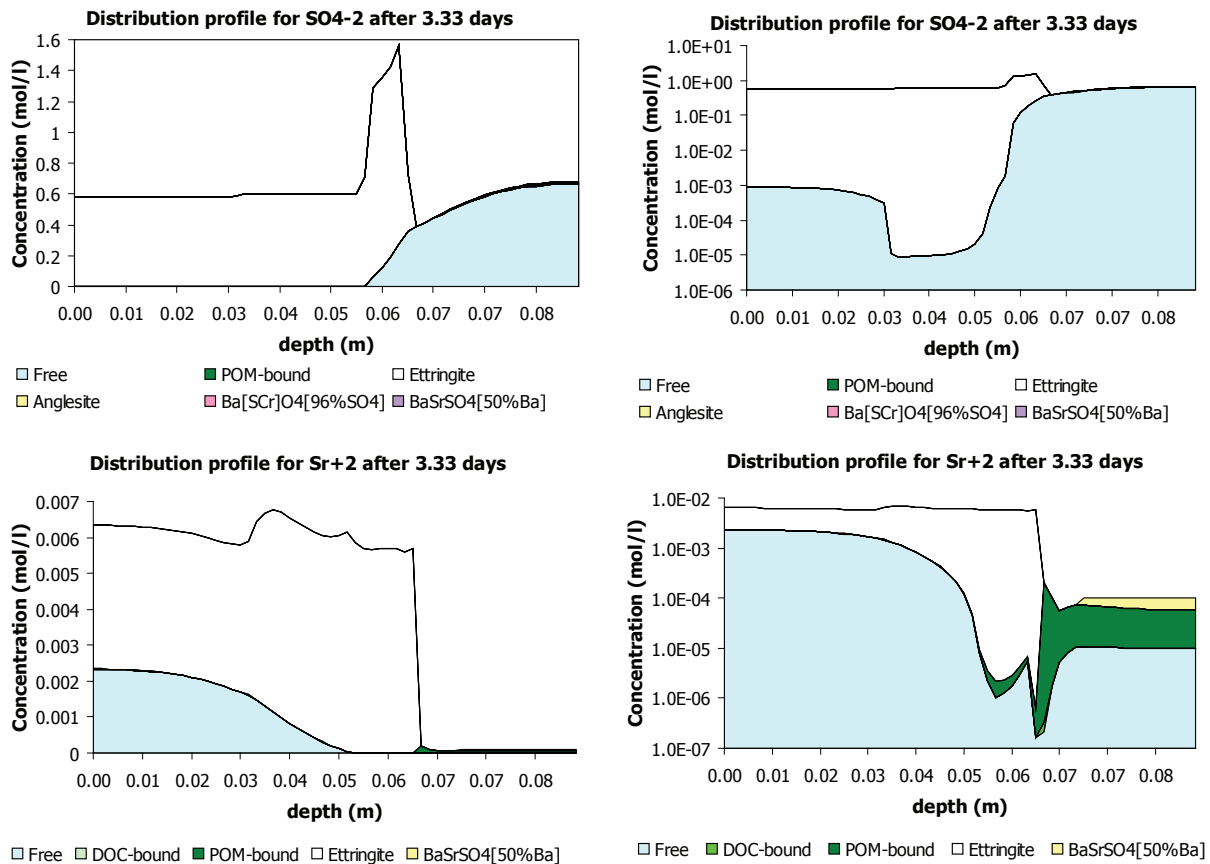 Distribution profile for SO4-2 after 3.33 days
Concentration (mol/l)
1.6
1.4
1.2
1
0.8
0.6
0.4
0.2
0
0.00 0.01 0.02 0.03 0.04 0.05 0.06 0.07 0.07 0.08
depth (m)
Free POM-bound Ettringite
Anglesite Ba[SCr]O4[96%SO4] BaSrSO4[50%Ba]
Distribution profile for SO4-2 after 3.33 days
Concentration (mol/l)
1.0E+01
1.0E+00
1.0E-01
1.0E-02
1.0E-03
1.0E-04
1.0E-05
1.0E-06
0.00 0.01 0.02 0.03 0.04 0.05 0.06 0.07 0.07 0.08
depth (m)
Free POM-bound Ettringite
Anglesite Ba[SCr]O4[96%SO4] BaSrSO4[50%Ba]
Distribution profile for Sr+2 after 3.33 days
Concentration (mol/l)
0.007
0.006
0.005
0.004
0.003
0.002
0.001
0
0.00 0.01 0.02 0.03 0.04 0.05 0.06 0.07 0.07 0.08
depth (m)
Free DOC-bound POM-bound Ettringite BaSrSO4[50%Ba]
Distribution profile for Sr+2 after 3.33 days
Concentration (mol/l)
1.0E-02
1.0E-03
1.0E-04
1.0E-05
1.0E-06
1.0E-07
0.00 0.01 0.02 0.03 0.04 0.05 0.06 0.07 0.07 0.08
depth (m)
Free DOC-bound POM-bound Ettringite BaSrSO4[50%Ba]